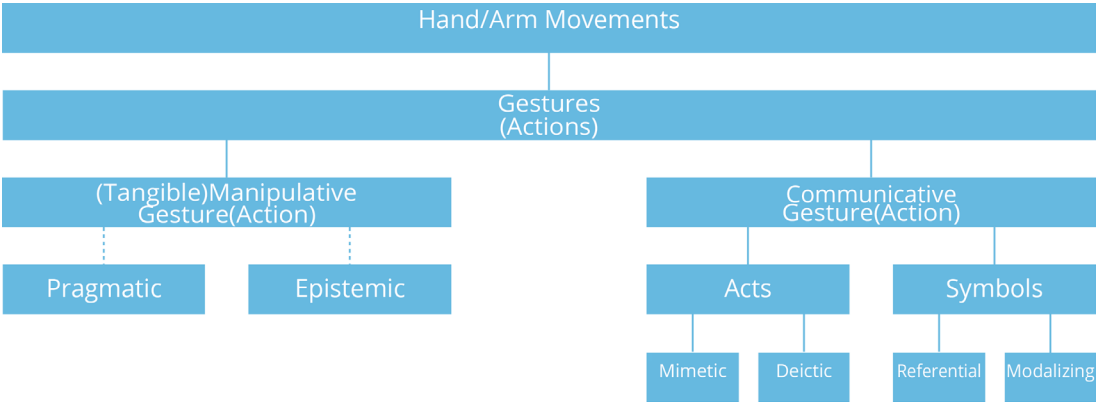 Hand/Arm Movements
Gestures
(Actions)
(Tangible)Manipulative
Gesture(Action)
Communicative
Gesture(Action)
Pragmatic
Epistemic
Acts
Symbols
Mimetic
Deictic
Referential
Modalizing